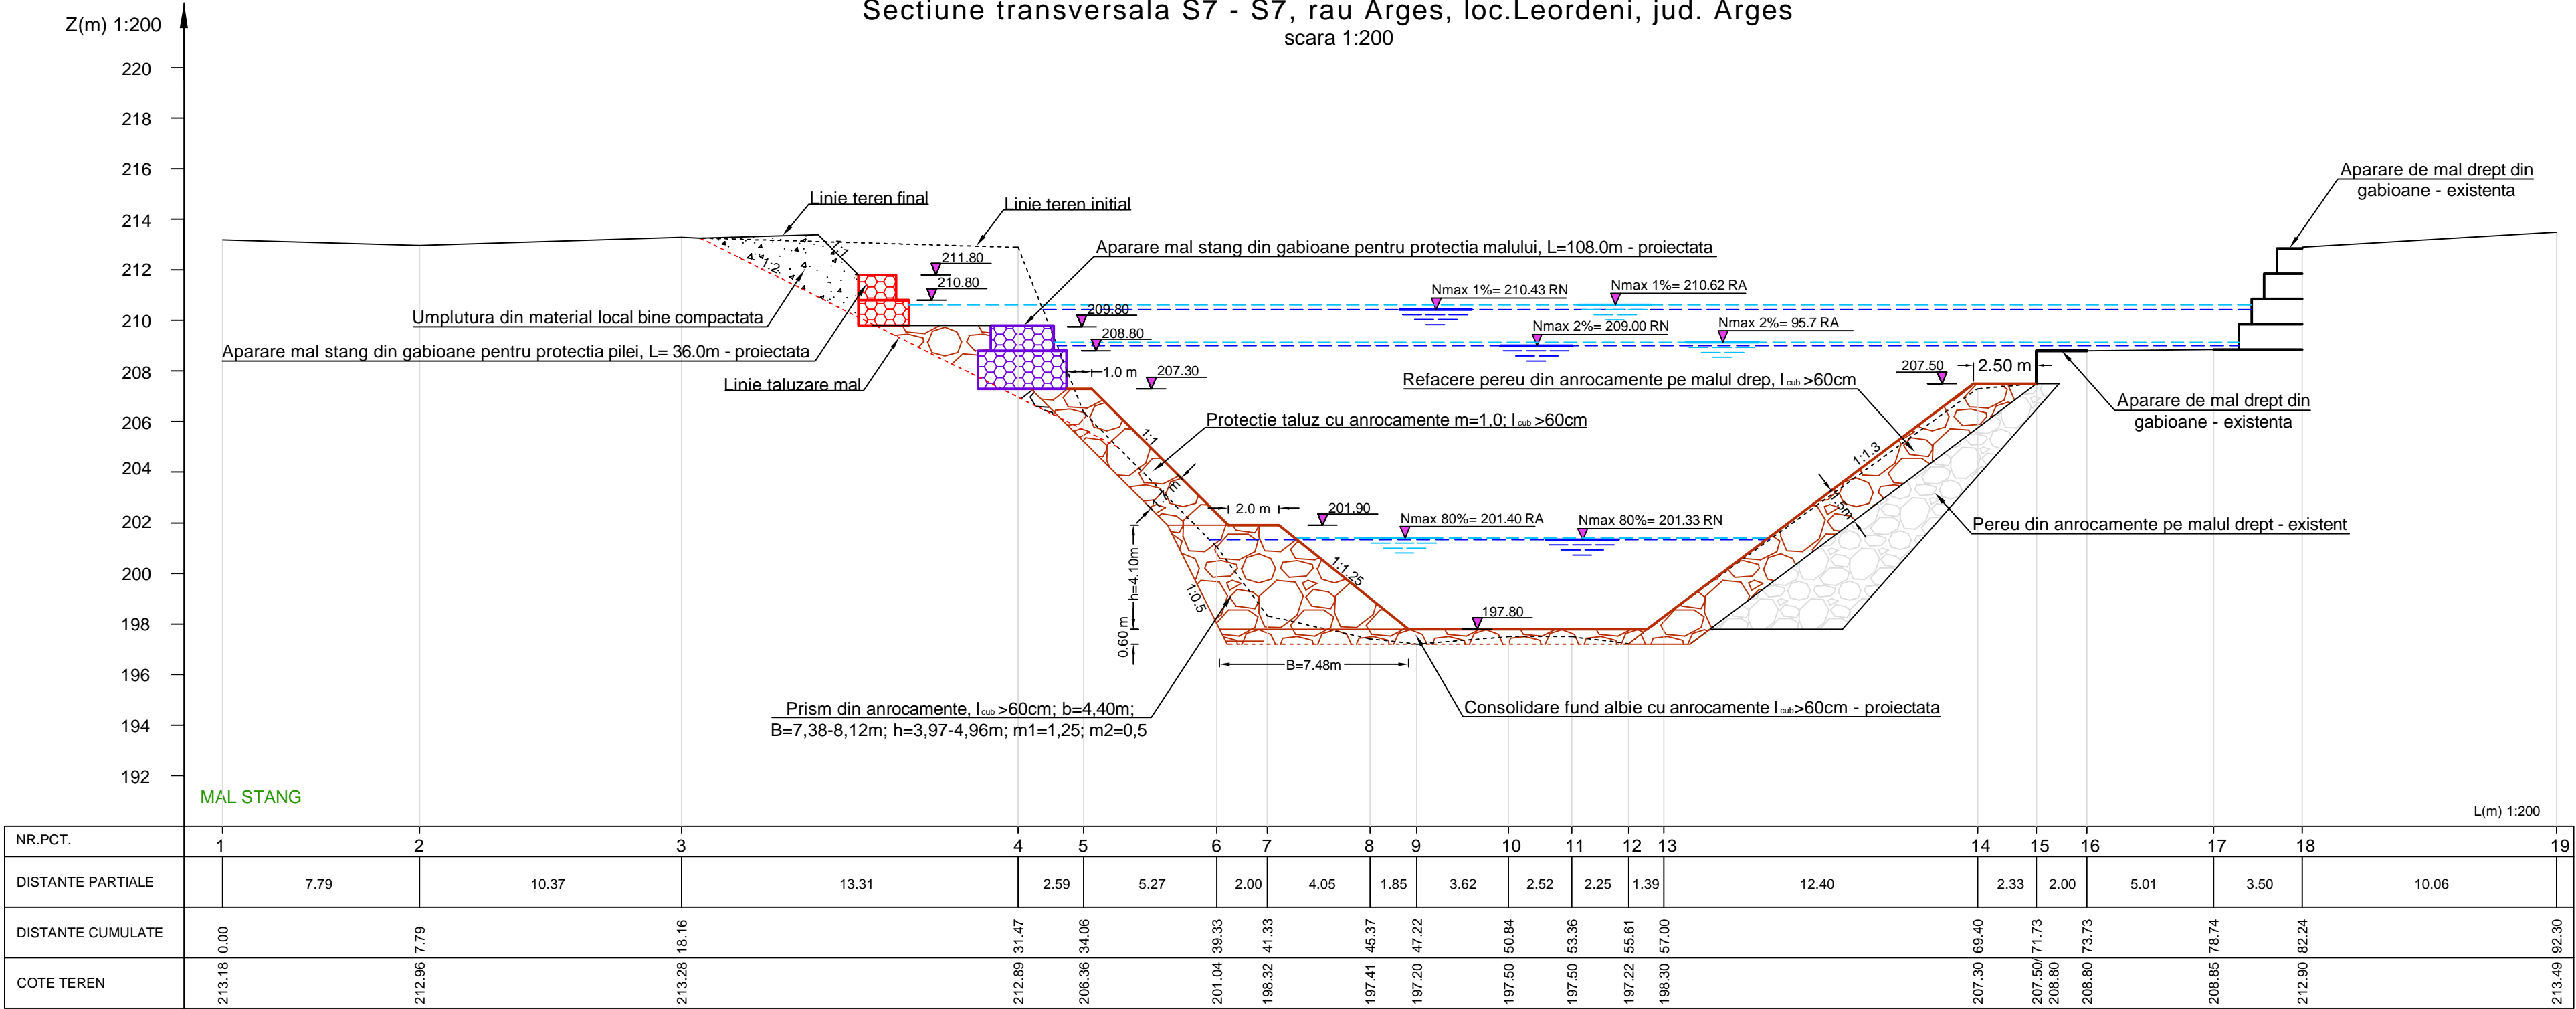 Sectiune transversala S7 - S7, rau Arges, loc.Leordeni, jud. Arges
scara 1:200
Z(m) 1:200
220
218
216
214
212
210
208
206
204
202
200
198
196
194
192
Linie teren final
Linie teren initial
Aparare mal stang din gabioane pentru protectia malului, L=108.0m - proiectata
Aparare de mal drept din
gabioane - existenta
1:1
1:2
211.80
210.80
209.80
208.80
Nmax 1%= 210.43 RN
Nmax 1%= 210.62 RA
Nmax 2%= 209.00 RN
Nmax 2%= 95.7 RA
Umplutura din material local bine compactata
Aparare mal stang din gabioane pentru protectia pilei, L= 36.0m - proiectata
Linie taluzare mal
1.0 m
207.30
Refacere pereu din anrocamente pe malul drep, l cub >60cm
207.50
2.50 m
Protectie taluz cu anrocamente m=1,0; l cub >60cm
Aparare de mal drept din
gabioane - existenta
1:1
1:1.3
2.0 m
201.90
Nmax 80%= 201.40 RA
Nmax 80%= 201.33 RN
Pereu din anrocamente pe malul drept - existent
h=4.10m
1:0.5
1:1.25
0.60 m
197.80
B=7.48m
Prism din anrocamente, l cub >60cm; b=4,40m;
B=7,38-8,12m; h=3,97-4,96m; m1=1,25; m2=0,5
Consolidare fund albie cu anrocamente l cub>60cm - proiectata
MAL STANG
L(m) 1:200
NR.PCT. 1 2 3 4 5 6 7 8 9 10 11 12 13 14 15 16 17 18 19
DISTANTE PARTIALE 7.79 10.37 13.31 2.59 5.27 2.00 4.05 1.85 3.62 2.52 2.25 1.39 12.40 2.33 2.00 5.01 3.50 10.06
DISTANTE CUMULATE 0.00 7.79 18.16 31.47 34.06 39.33 41.33 45.37 47.22 50.84 53.36 55.61 57.00 69.40 71.73 73.73 78.74 82.24 92.30
COTE TEREN 213.18 212.96 213.28 212.89 206.36 201.04 198.32 197.41 197.20 197.50 197.50 197.22 198.30 207.30 207.50/ 208.80 208.80 208.85 212.90 213.49